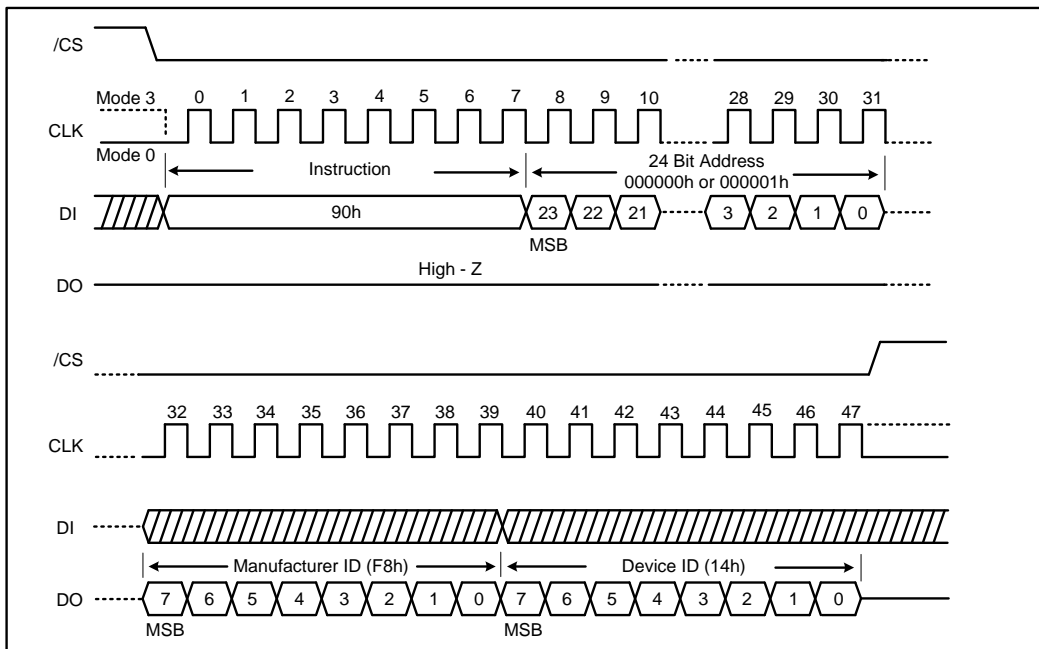 /CS
Mode 3
0 1 2 3 4 5 6 7 8 9 10 28 29 30 31
CLK
Mode 0
Instruction
24 Bit Address
000000h or 000001h
DI
90h
23 22 21 3 2 1 0
MSB
High - Z
DO
/CS
32 33 34 35 36 37 38 39 40 41 42 43 44 45 46 47
CLK
DI
Manufacturer ID (F8h)
Device ID (14h)
DO
7 6 5 4 3 2 1 0 7 6 5 4 3 2 1 0
MSB
MSB